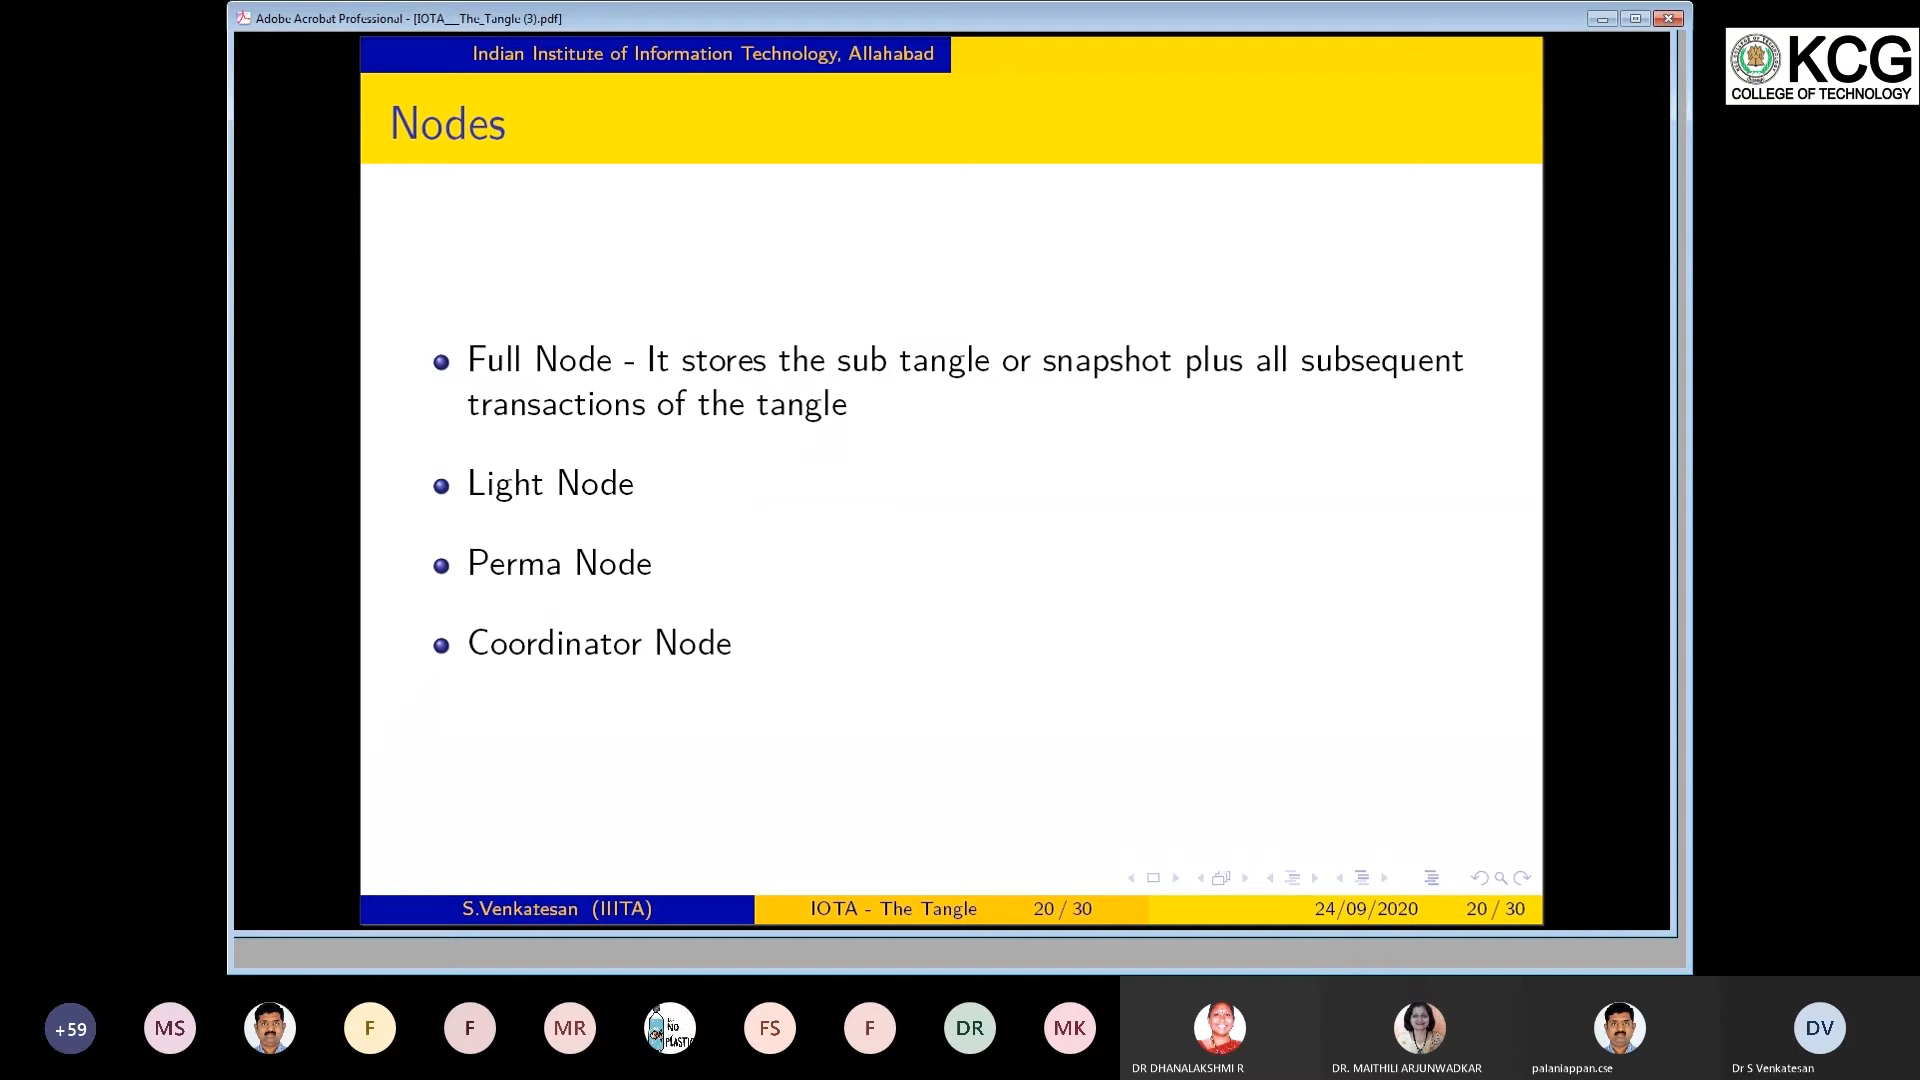 Adobe Acrobat Professional - [IOTA___The_Tangle (3).pdf]
Indian Institute of Information Technology, Allahabad
KCG
COLLEGE OF TECHNOLOGY
Nodes
Full Node - It stores the sub tangle or snapshot plus all subsequent
transactions of the tangle
Light Node
Perma Node
Coordinator Node
S.Venkatesan (IIITA)
IOTA - The Tangle
20 / 30
24/09/2020
20 / 30
+59
MS
F
F
MR
NO
PLASTIC
FS
F
DR
MK
DV
DR DHANALAKSHMI R
DR. MAITHILI ARJUNWADKAR
palaniappan.cse
Dr S Venkatesan